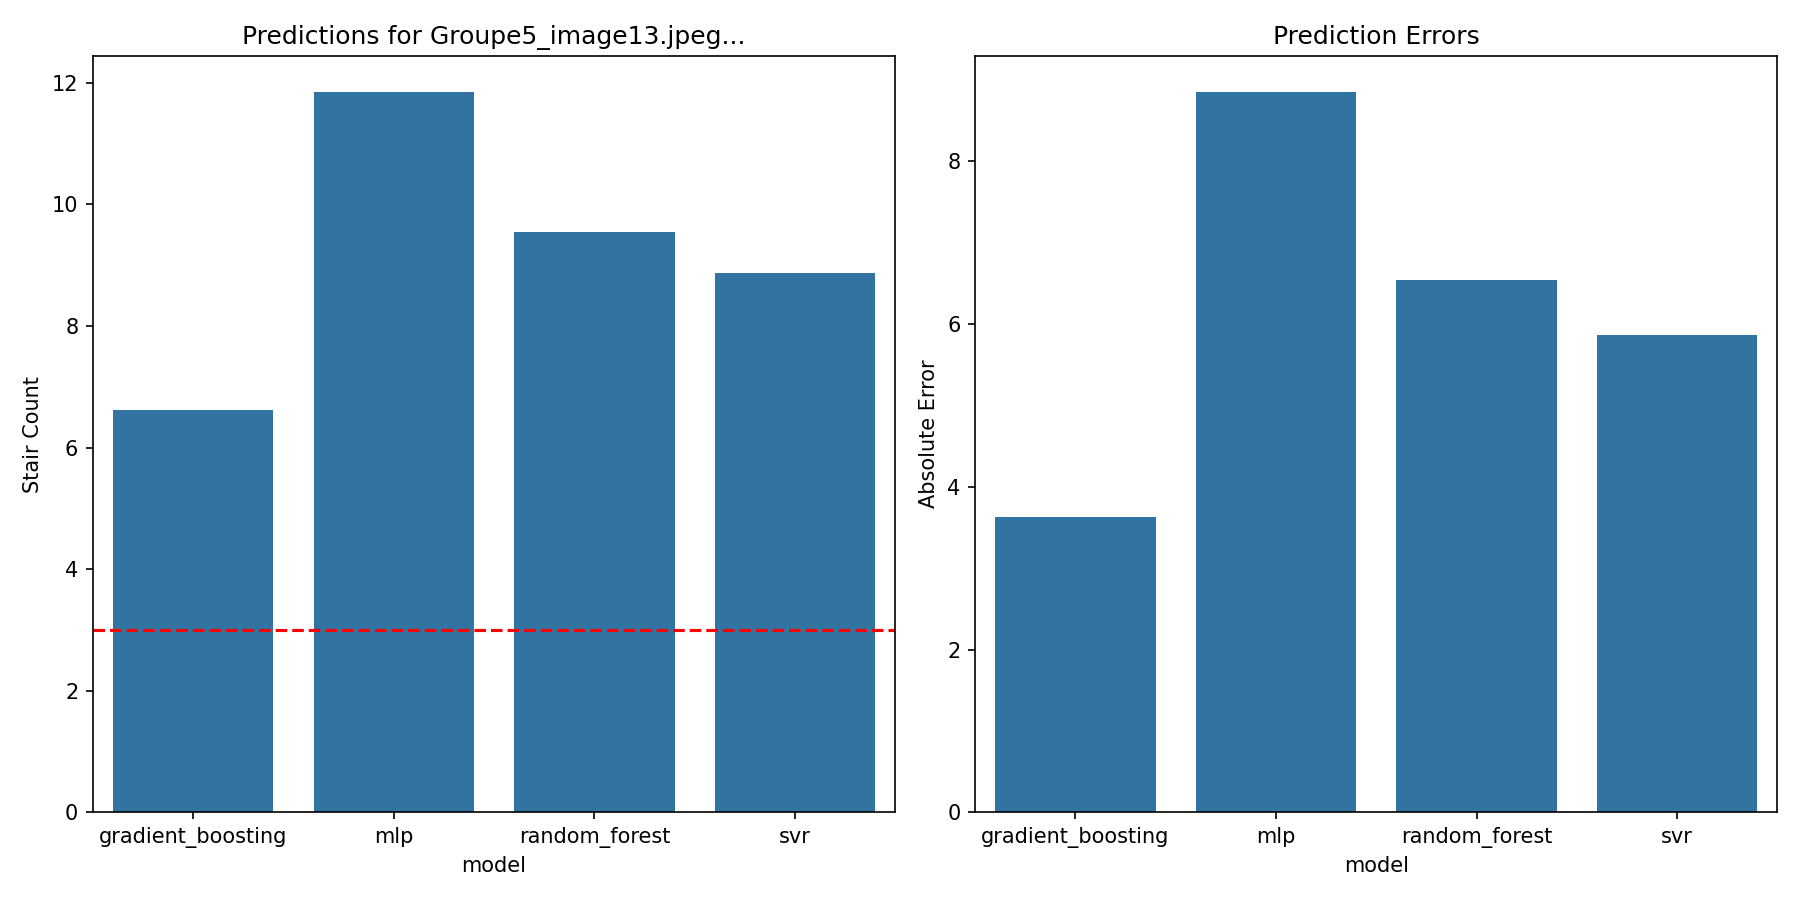 Predictions for Groupe5_image13.jpeg...
12
10
8
6
4
2
0
Stair Count
gradient_boosting mlp random_forest svr
model
Prediction Errors
8
6
4
2
0
Absolute Error
gradient_boosting mlp random_forest svr
model